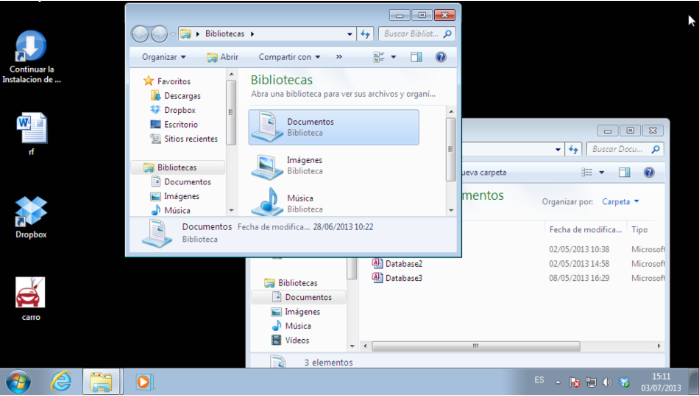 Continuar la
Instalacion de ...
rf
Dropbox
carro
Bibliotecas
Buscar Bibliot...
Organizar
Abrir
Compartir con
»
Favoritos
Descargas
Dropbox
Escritorio
Sitios recientes
Bibliotecas
Documentos
Imágenes
Música
Bibliotecas
Abra una biblioteca para ver sus archivos y organi...
Documentos
Biblioteca
Imágenes
Biblioteca
Música
Biblioteca
Documentos Fecha de modifica... 28/06/2013 10:22
Biblioteca
Buscar Docu...
ueva carpeta
mentos
Organizar por: Carpeta
Fecha de modifica... Tipo
02/05/2013 10:38 Microsoft
Database2 02/05/2013 14:58 Microsoft
Database3 08/05/2013 16:29 Microsoft
Bibliotecas
Documentos
Imágenes
Música
Vídeos
3 elementos
ES
15:11
03/07/2013